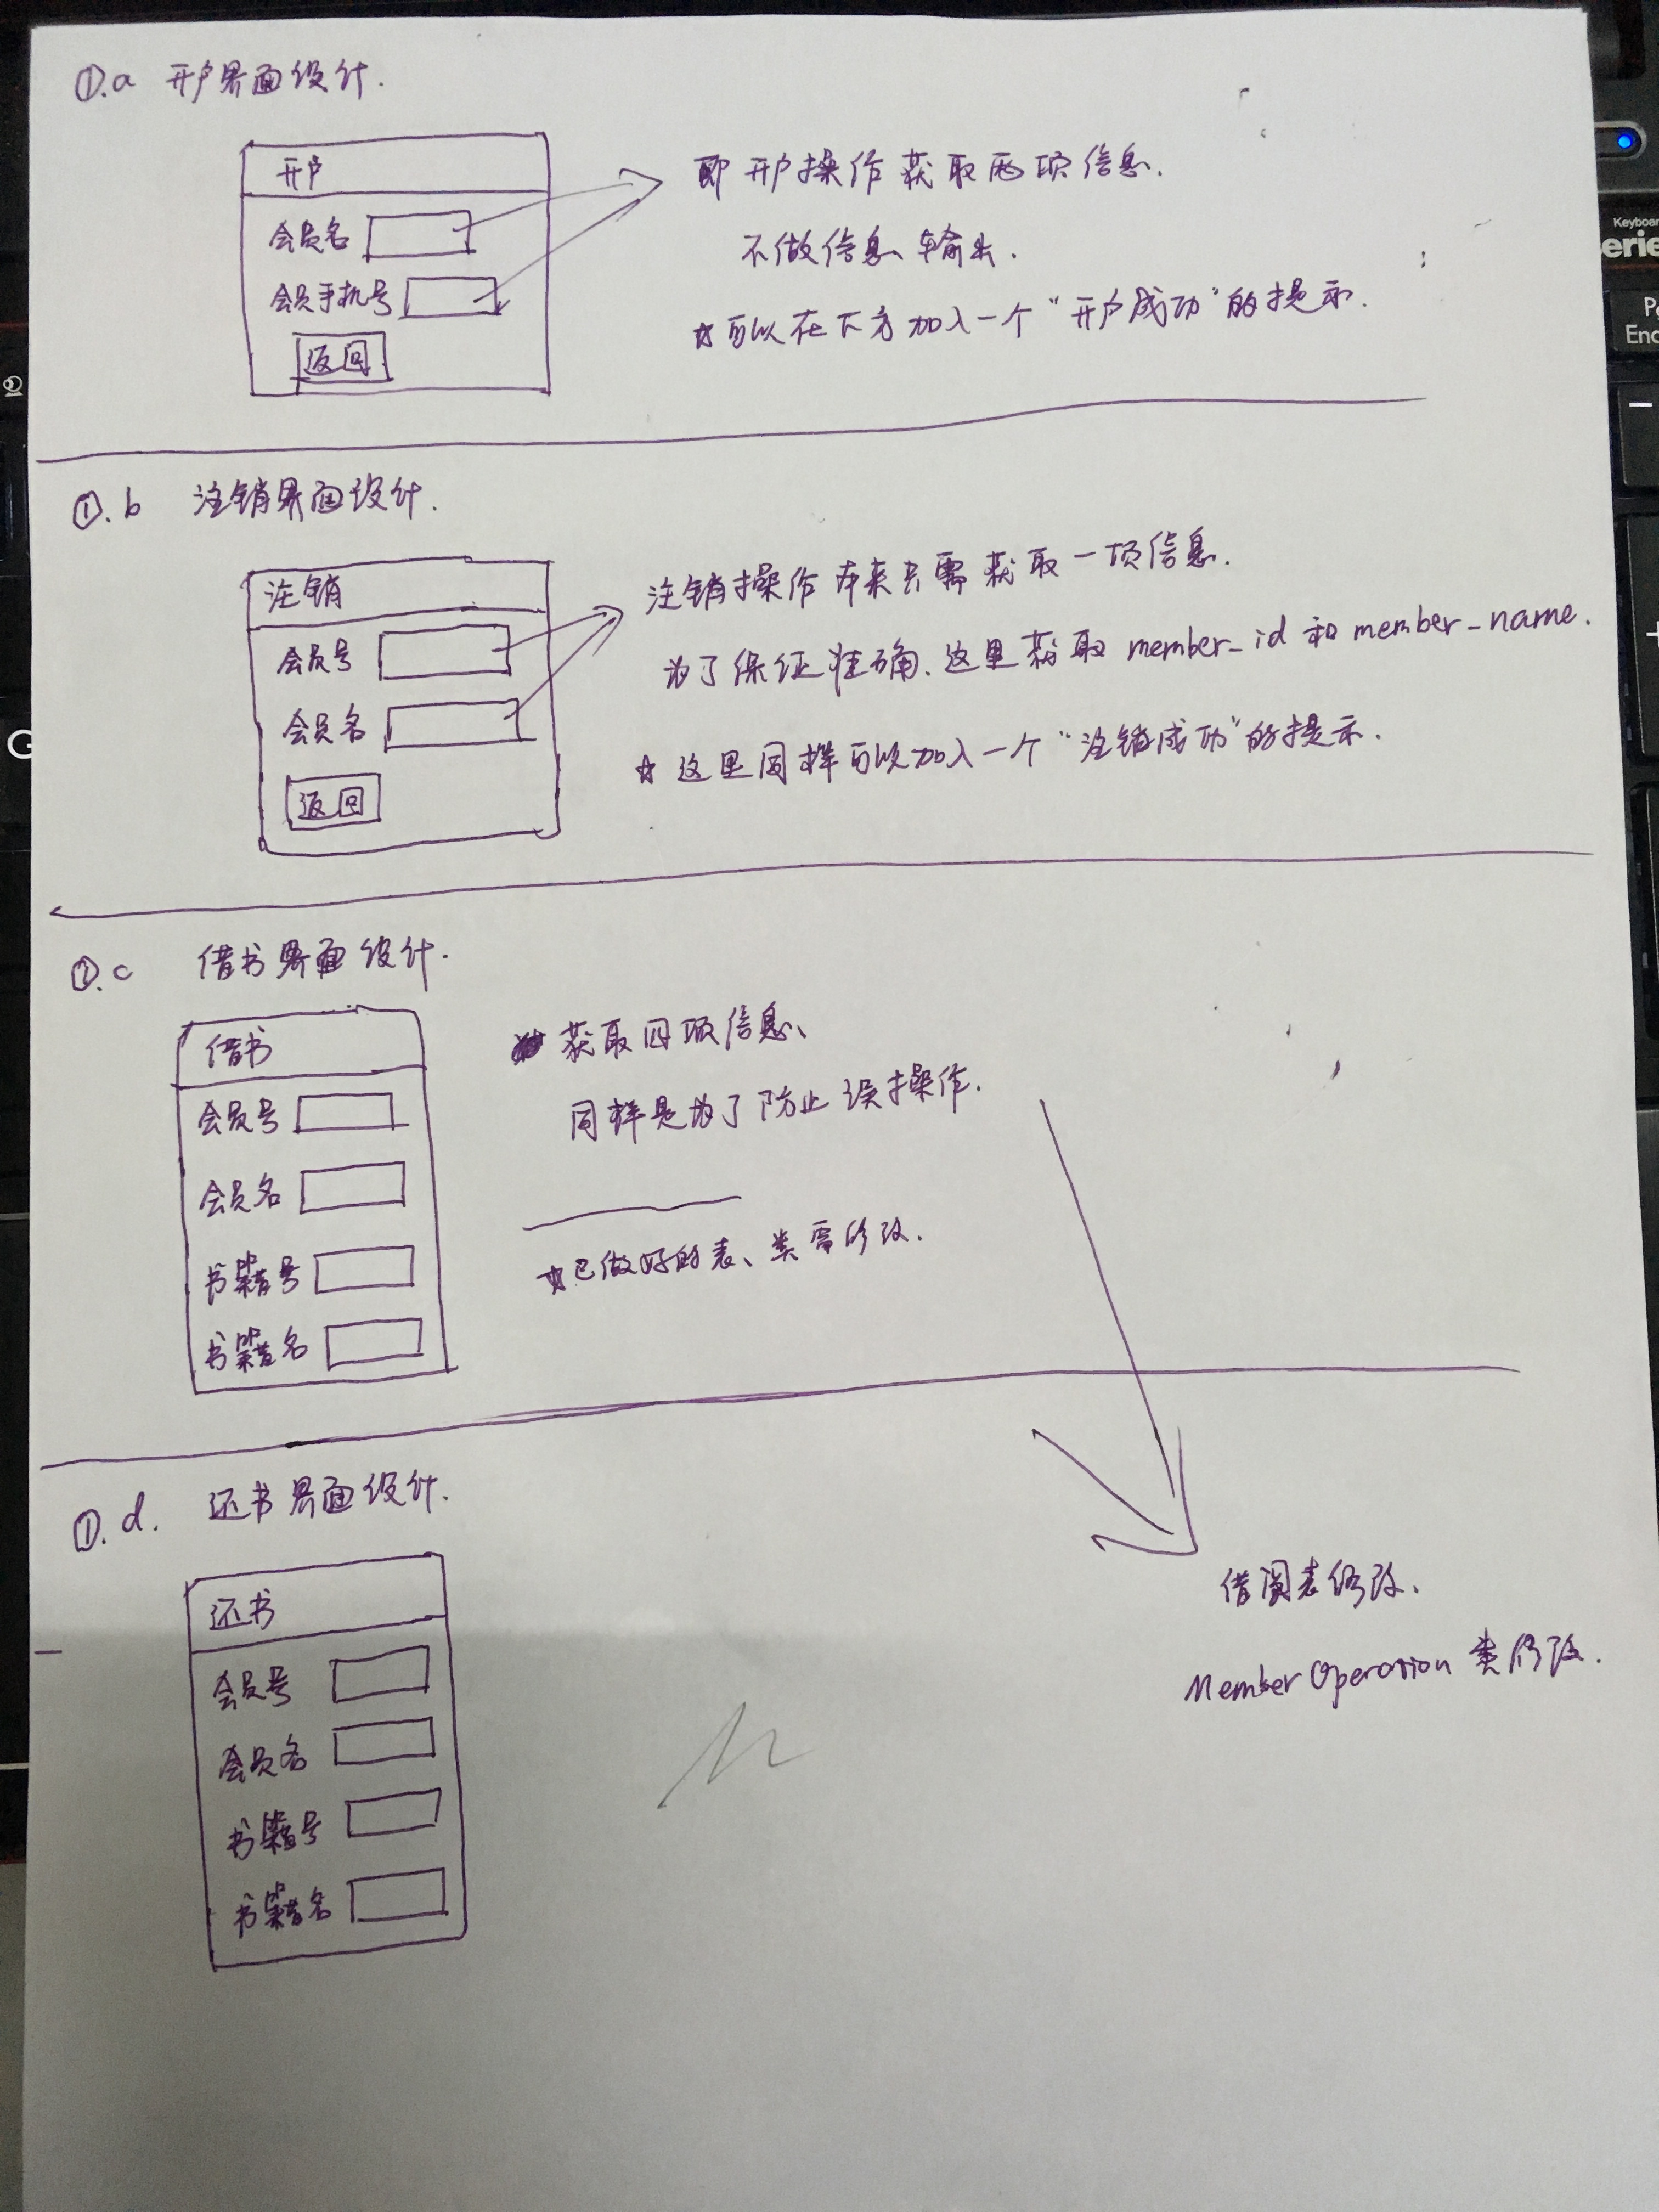 ①.a 开户界面设计.
开户
会员名
会员手机号
返回
即开户操作获取两项信息.
不做信息输出.
☆可以在下方加入一个“开户成功”的提示.
①.b 注销界面设计.
注销
会员号
会员名
返回
注销操作本来只需获取一项信息.
为了保证准确.这里获取 member_id 和 member_name.
☆ 这里同样可以加入一个“注销成功”的提示.
①.c 借书界面设计.
借书
会员号
会员名
书籍号
书籍名
获取四项信息、
同样是为了防止误操作.
☆已做好的表、类需修改.
①.d. 还书界面设计.
还书
会员号
会员名
书籍号
书籍名
借阅表修改.
MemberOperation 类修改.
Keyboar
erie
P
End